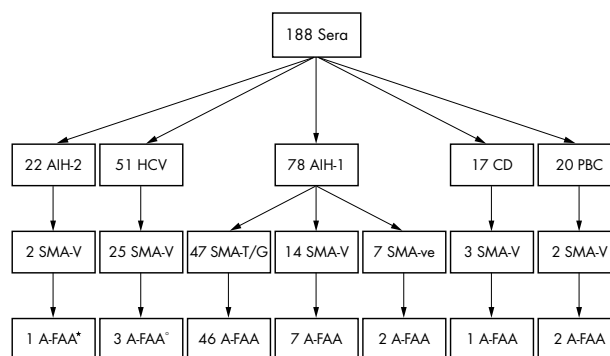 188 Sera
22 AIH-2 51 HCV 78 AIH-1 17 CD 20 PBC
2 SMA-V 25 SMA-V 47 SMA-T/G 14 SMA-V 7 SMA-ve 3 SMA-V 2 SMA-V
1 A-FAA* 3 A-FAA° 46 A-FAA 7 A-FAA 2 A-FAA 1 A-FAA 2 A-FAA